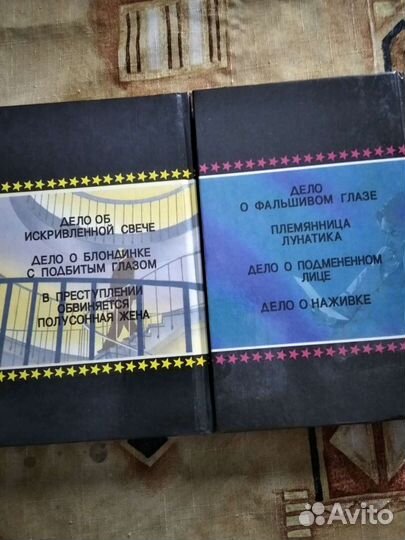 ДЕЛО ОБ
ИСКРИВЛЕННОЙ СВЕЧЕ
ДЕЛО О БЛОНДИНКЕ
С ПОДБИТЫМ ГЛАЗОМ
В ПРЕСТУПЛЕНИИ
ОБВИНЯЕТСЯ
ПОЛУСОННАЯ ЖЕНА
ДЕЛО
О ФАЛЬШИВОМ ГЛАЗЕ
ПЛЕМЯННИЦА
ЛУНАТИКА
ДЕЛО О ПОДМЕНЕННОМ
ЛИЦЕ
ДЕЛО О НАЖИВКЕ
Avito